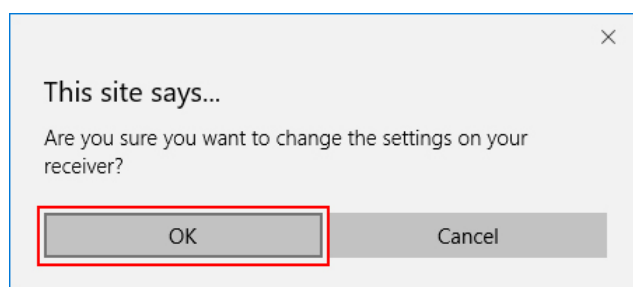 This site says...
Are you sure you want to change the settings on your
receiver?
OK
Cancel